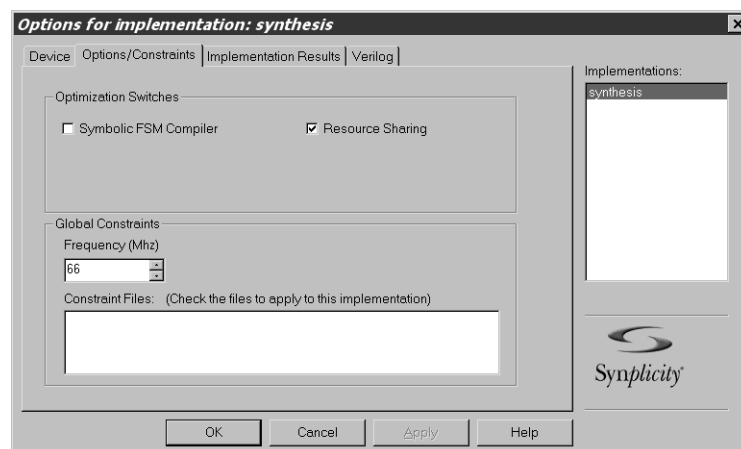 Options for implementation: synthesis
Device
Options/Constraints
Implementation Results
Verilog
Optimization Switches
Symbolic FSM Compiler
Resource Sharing
Global Constraints
Frequency (Mhz)
66
Constraint Files: (Check the files to apply to this implementation)
Implementations:
synthesis
Synplicity®
OK
Cancel
Apply
Help